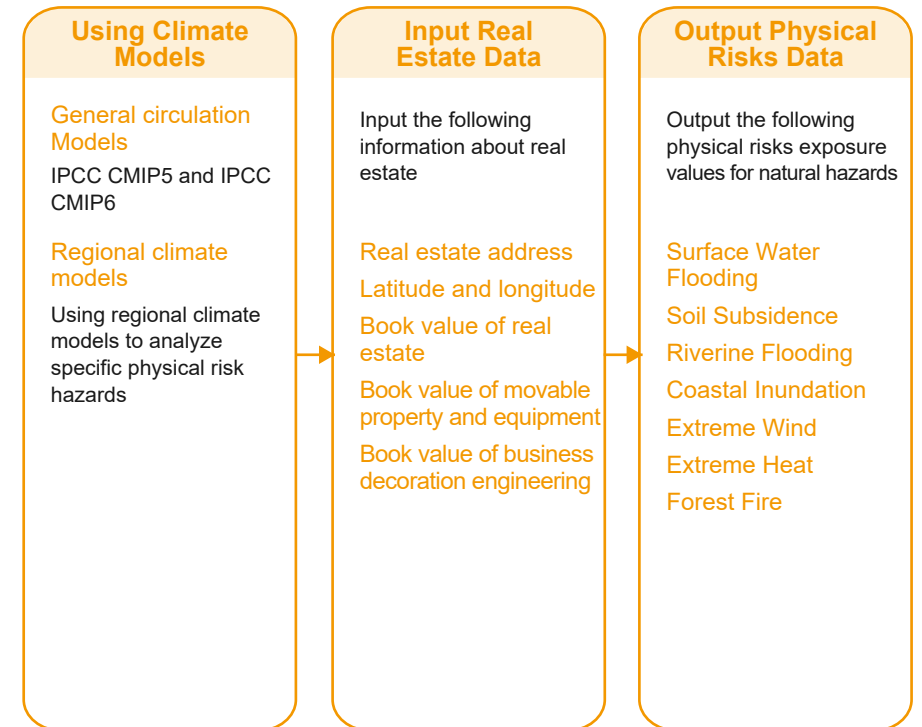 Using Climate
Models
General circulation
Models
IPCC CMIP5 and IPCC
CMIP6
Regional climate
models
Using regional climate
models to analyze
specific physical risk
hazards
Input Real
Estate Data
Input the following
information about real
estate
Real estate address
Latitude and longitude
Book value of real
estate
Book value of movable
property and equipment
Book value of business
decoration engineering
Output Physical
Risks Data
Output the following
physical risks exposure
values for natural hazards
Surface Water
Flooding
Soil Subsidence
Riverine Flooding
Coastal Inundation
Extreme Wind
Extreme Heat
Forest Fire